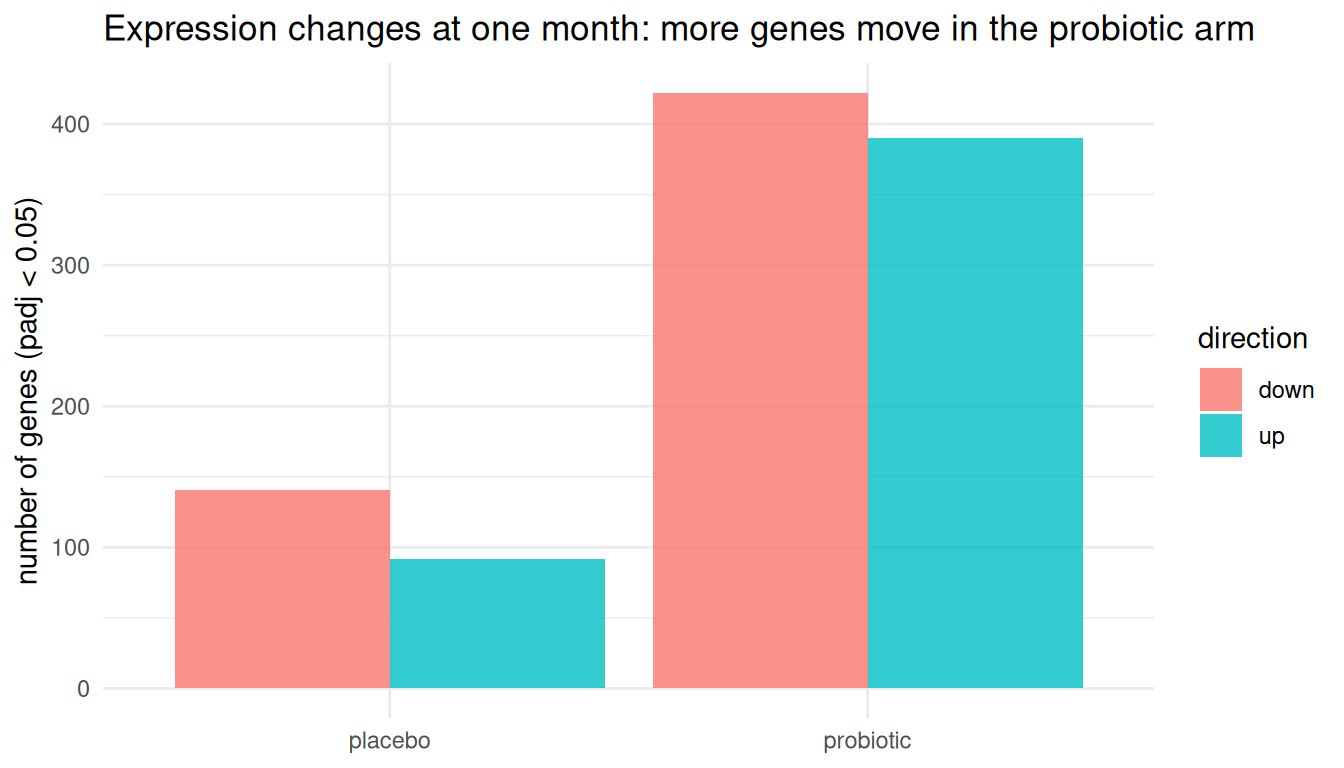 Expression changes at one month: more genes move in the probiotic arm
number of genes (padj < 0.05)
400
300
200
100
0
placebo
probiotic
direction
down
up